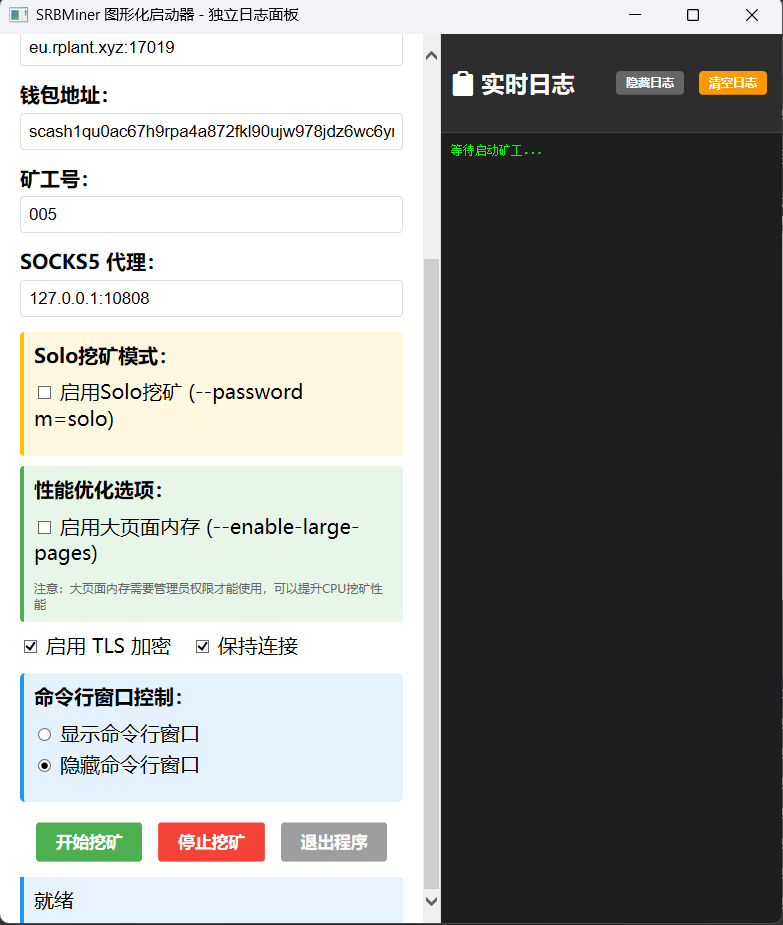 SRBMiner 图形化启动器 - 独立日志面板
eu.rplant.xyz:17019
钱包地址：
scash1qu0ac67h9rpa4a872fkl90ujw978jdz6wc6yr
矿工号：
005
SOCKS5 代理：
127.0.0.1:10808
Solo挖矿模式：
启用Solo挖矿 (--password
m=solo)
性能优化选项：
启用大页面内存 (--enable-large-
pages)
注意：大页面内存需要管理员权限才能使用，可以提升CPU挖矿性
能
启用 TLS 加密 保持连接
命令行窗口控制：
显示命令行窗口
隐藏命令行窗口
开始挖矿 停止挖矿 退出程序
就绪
实时日志 隐藏日志 清空日志
等待启动矿工...